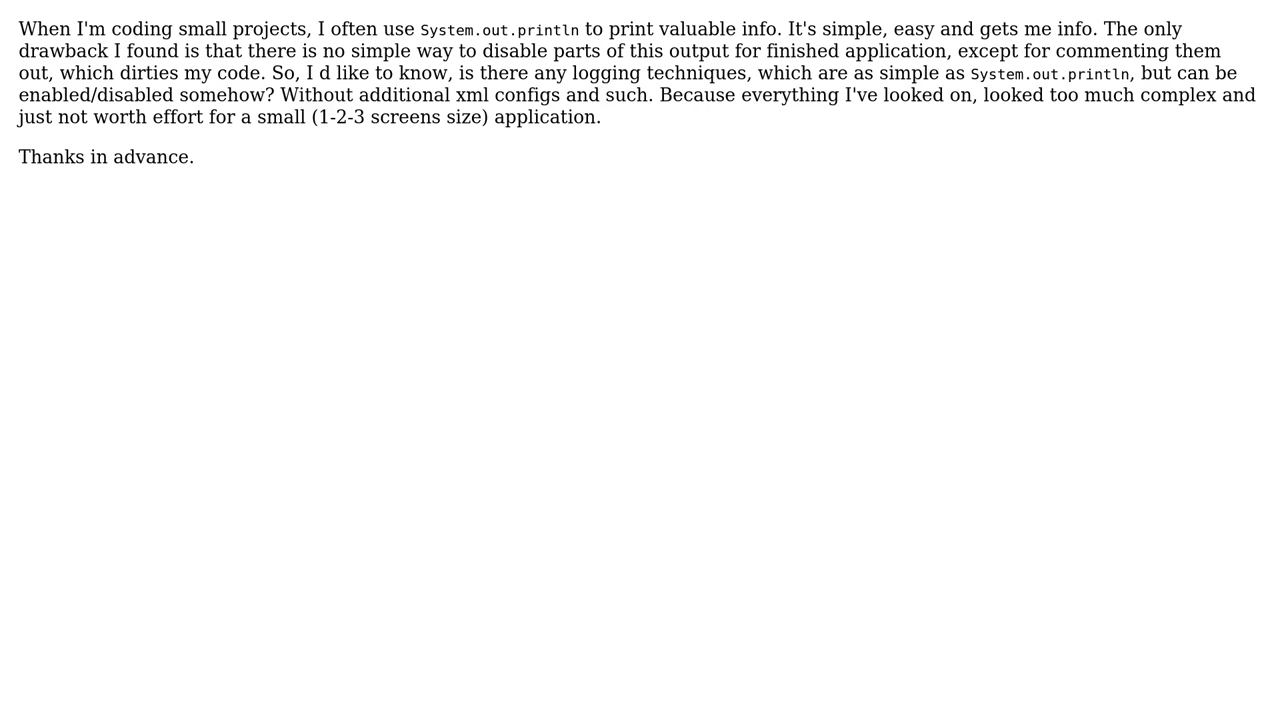 When I'm coding small projects, I often use System.out.println to print valuable info. It's simple, easy and gets me info. The only
drawback I found is that there is no simple way to disable parts of this output for finished application, except for commenting them
out, which dirties my code. So, I d like to know, is there any logging techniques, which are as simple as System.out.println, but can be
enabled/disabled somehow? Without additional xml configs and such. Because everything I've looked on, looked too much complex and
just not worth effort for a small (1-2-3 screens size) application.
Thanks in advance.